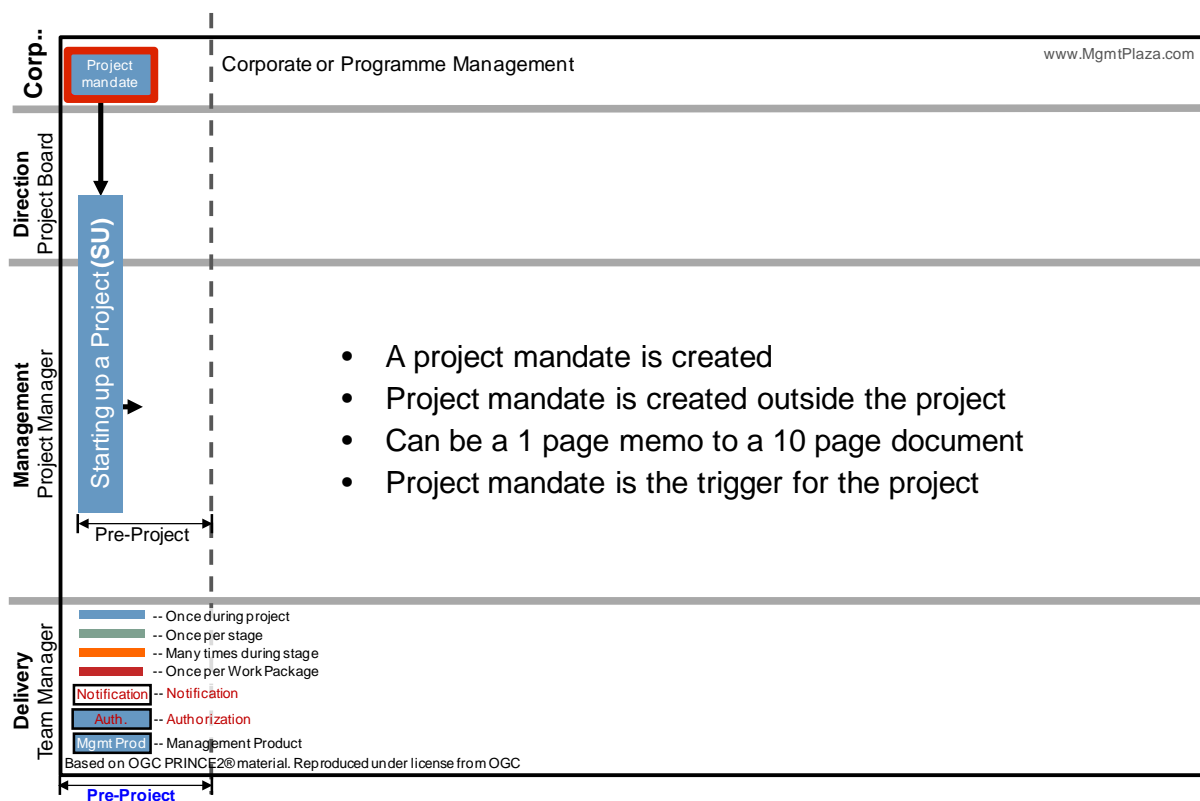 Corp..
Project
mandate
Corporate or Programme Management
www.MgmtPlaza.com
Direction
Project Board
Starting up a Project (SU)
Management
Project Manager
• A project mandate is created
• Project mandate is created outside the project
• Can be a 1 page memo to a 10 page document
• Project mandate is the trigger for the project
Pre-Project
Delivery
Team Manager
-- Once during project
-- Once per stage
-- Many times during stage
-- Once per Work Package
Notification -- Notification
Auth. -- Authorization
Mgmt Prod -- Management Product
Based on OGC PRINCE2® material. Reproduced under license from OGC
Pre-Project